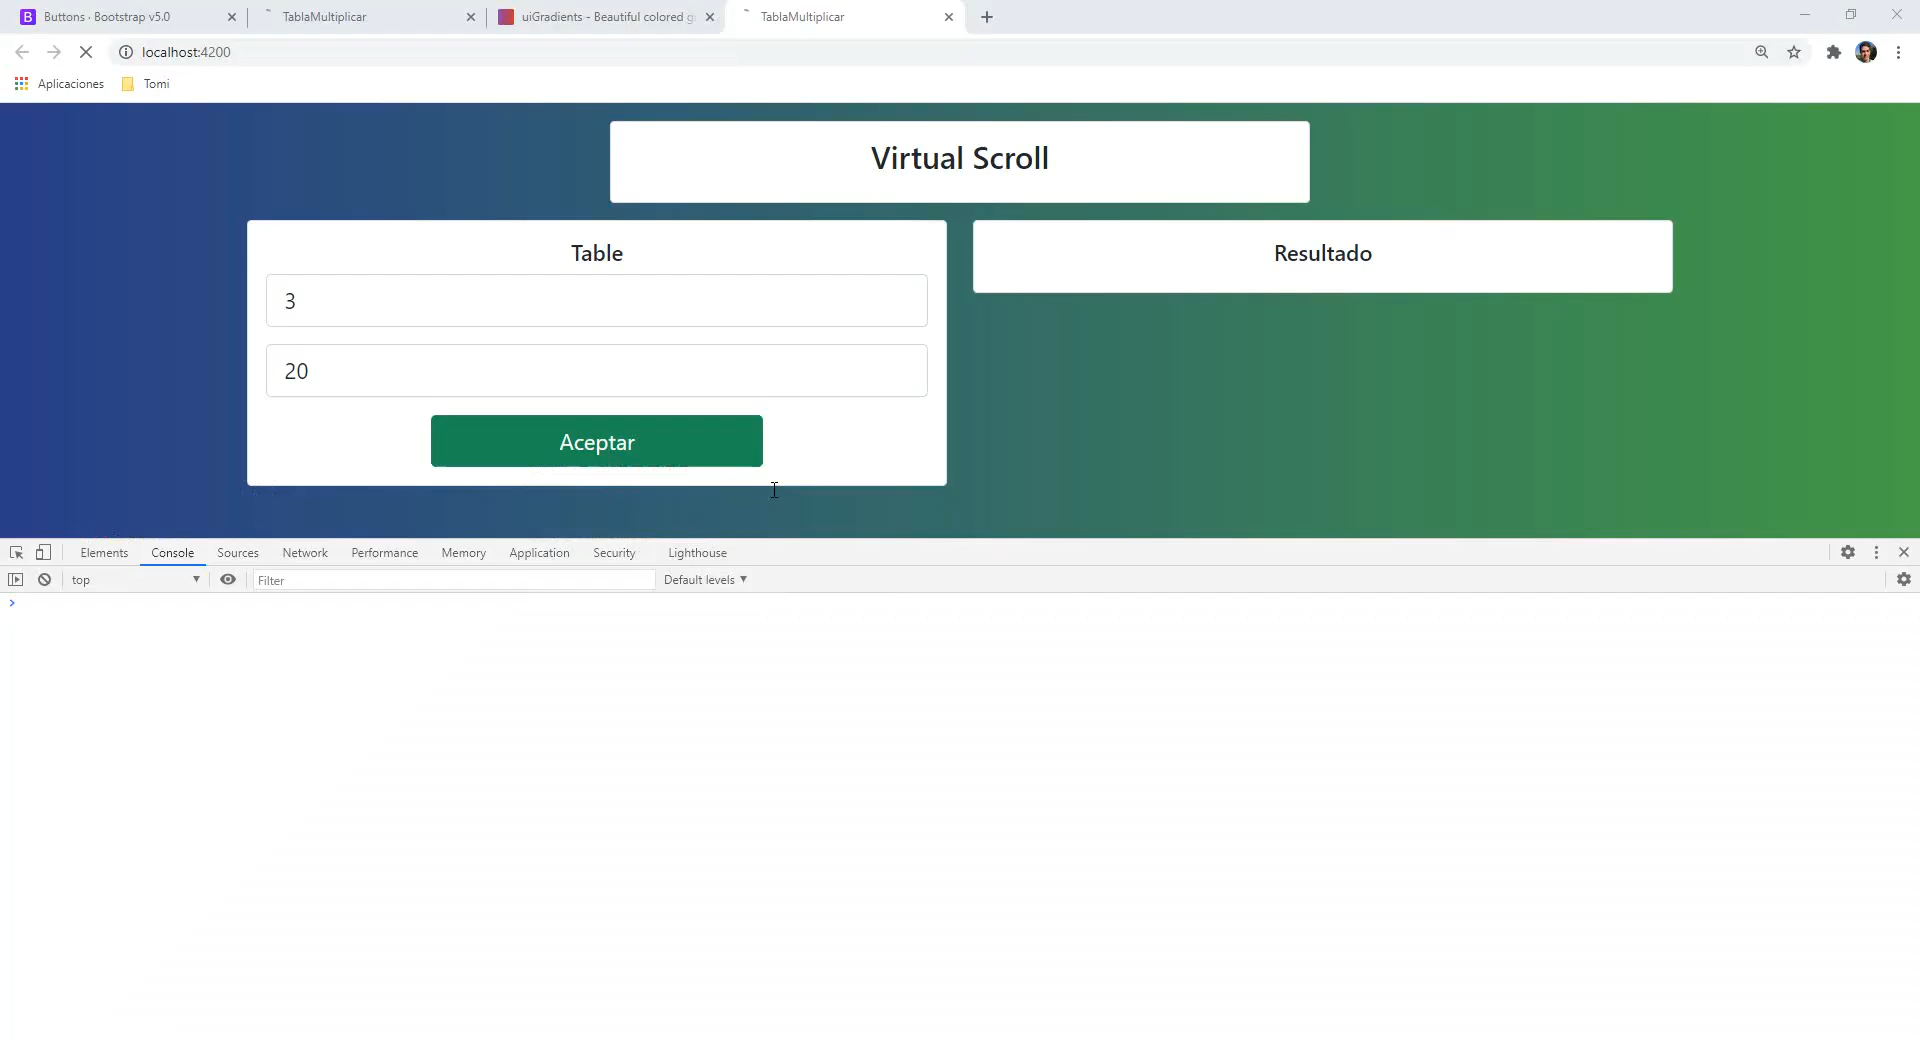 Buttons · Bootstrap v5.0
TablaMultiplicar
uiGradients - Beautiful colored g
TablaMultiplicar
localhost:4200
Aplicaciones
Tomi
Virtual Scroll
Table
3
20
Aceptar
Resultado
Elements Console Sources Network Performance Memory Application Security Lighthouse
top Filter Default levels